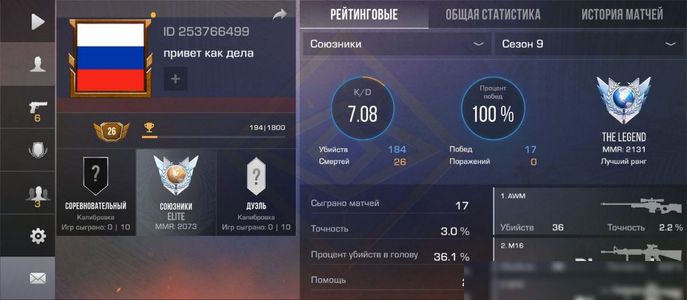 РЕЙТИНГОВЫЕ
ОБЩАЯ СТАТИСТИКА
ИСТОРИЯ МАТЧЕЙ
ID 253766499
привет как дела
+
26
194|1800
?
СОРЕВНОВАТЕЛЬНЫЙ
Калибровка
Игр сыграно: 0 | 10
СОЮЗНИКИ
ELITE
MMR: 2073
?
ДУЭЛЬ
Калибровка
Игр сыграно: 0 | 10
6
3
Союзники
Сезон 9
K/D
7.08
Убийств 184
Смертей 26
Процент
побед
100 %
Побед 17
Поражений 0
THE LEGEND
MMR: 2131
Лучший ранг
Сыграно матчей 17
Точность 3.0 %
Процент убийств в голову 36.1 %
Помощь
1. AWM
Убийств 36
Точность 2.2 %
2. M16